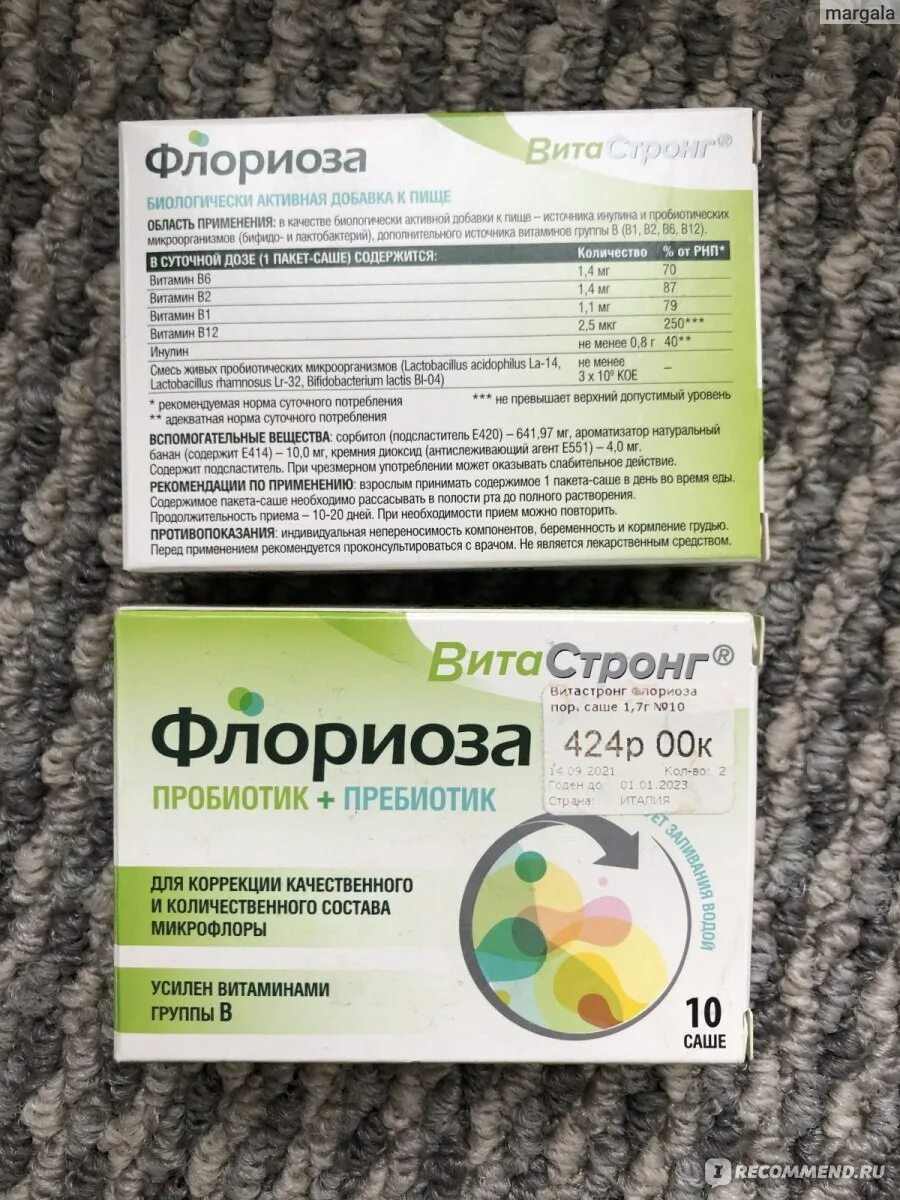 margala
Флориоза
ВитаСтронг®
БИОЛОГИЧЕСКИ АКТИВНАЯ ДОБАВКА К ПИЩЕ
ОБЛАСТЬ ПРИМЕНЕНИЯ: в качестве биологически активной добавки к пище – источника инулина и пробиотических
микроорганизмов (бифидо- и лактобактерий), дополнительного источника витаминов группы В (В1, В2, В6, В12).
В СУТОЧНОЙ ДОЗЕ (1 ПАКЕТ-САШЕ) СОДЕРЖИТСЯ: Количество % от РНП*
Витамин В6 1,4 мг 70
Витамин В2 1,4 мг 87
Витамин В1 1,1 мг 79
Витамин В12 2,5 мкг 250***
Инулин не менее 0,8 г 40**
Смесь живых пробиотических микроорганизмов (Lactobacillus acidophilus La-14, не менее –
Lactobacillus rhamnosus Lr-32, Bifidobacterium lactis Bl-04) 3 x 10⁹ КОЕ
* рекомендуемая норма суточного потребления *** не превышает верхний допустимый уровень
** адекватная норма суточного потребления
ВСПОМОГАТЕЛЬНЫЕ ВЕЩЕСТВА: сорбитол (подсластитель Е420) – 641,97 мг, ароматизатор натуральный
банан (содержит Е414) – 10,0 мг, кремния диоксид (антислеживающий агент Е551) – 4,0 мг.
Содержит подсластитель. При чрезмерном употреблении может оказывать слабительное действие.
РЕКОМЕНДАЦИИ ПО ПРИМЕНЕНИЮ: взрослым принимать содержимое 1 пакета-саше в день во время еды.
Содержимое пакета-саше необходимо рассасывать в полости рта до полного растворения.
Продолжительность приема – 10-20 дней. При необходимости прием можно повторить.
ПРОТИВОПОКАЗАНИЯ: индивидуальная непереносимость компонентов, беременность и кормление грудью.
Перед применением рекомендуется проконсультироваться с врачом. Не является лекарственным средством.
ВитаСтронг®
Витастронг Флориоза
пор. саше 1,7г №10
424р 00к
14.09.2021 Кол-во: 2
Годен до: 01.01.2023
Страна: ИТАЛИЯ
Флориоза
ПРОБИОТИК + ПРЕБИОТИК
ЗАПИВАНИЯ ВОДОЙ
ДЛЯ КОРРЕКЦИИ КАЧЕСТВЕННОГО
И КОЛИЧЕСТВЕННОГО СОСТАВА
МИКРОФЛОРЫ
УСИЛЕН ВИТАМИНАМИ
ГРУППЫ В
10
САШЕ
IRECOMMEND.RU